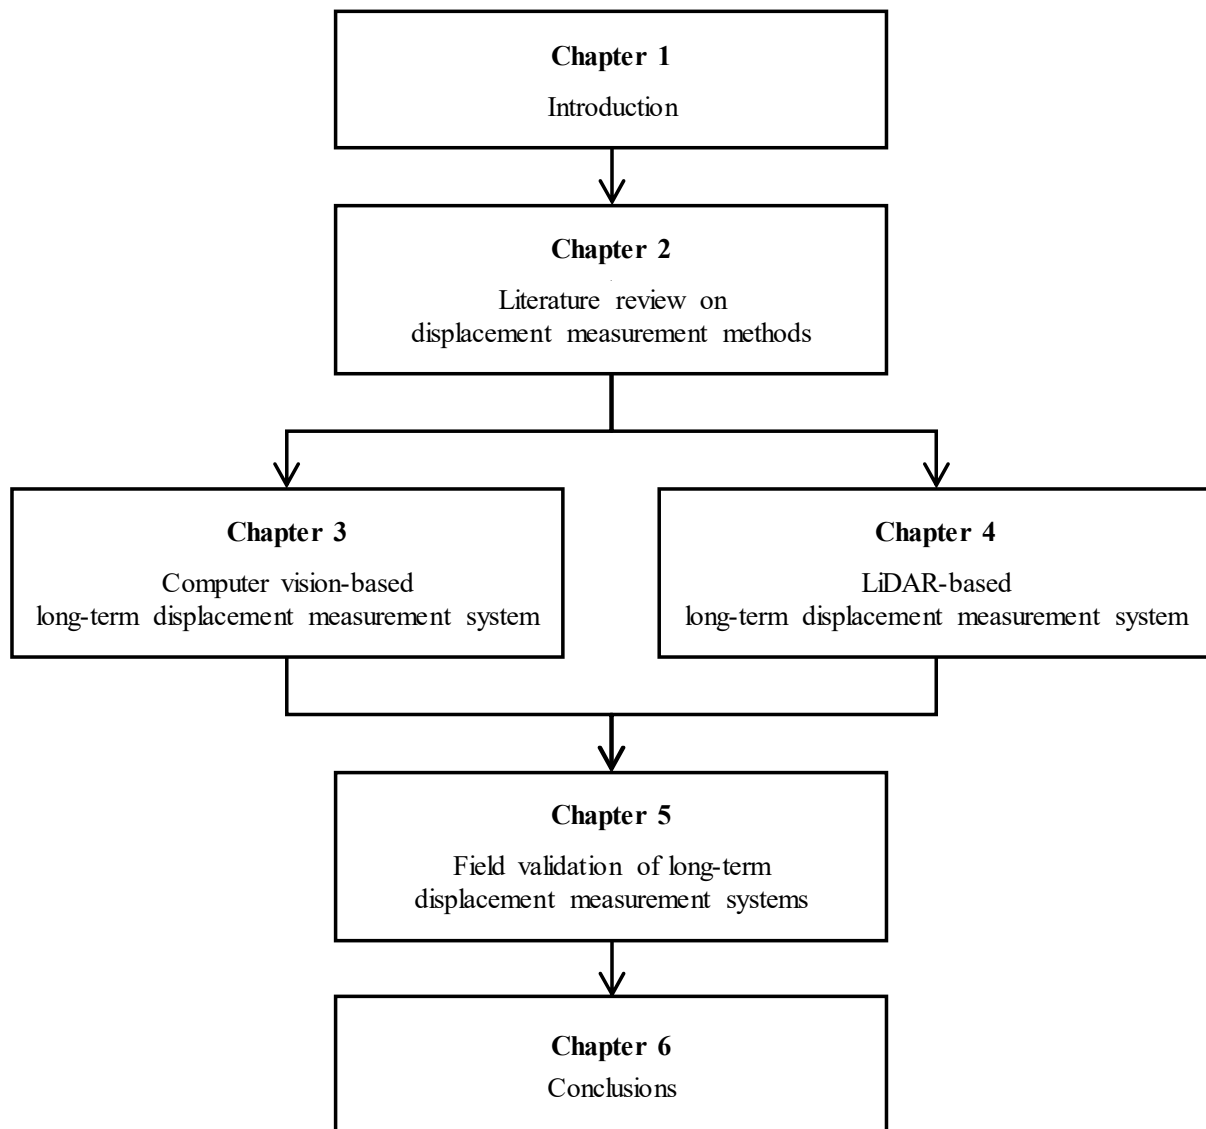 Chapter 1
Introduction
Chapter 2
Literature review on
displacement measurement methods
Chapter 3
Computer vision-based
long-term displacement measurement system
Chapter 4
LiDAR-based
long-term displacement measurement system
Chapter 5
Field validation of long-term
displacement measurement systems
Chapter 6
Conclusions